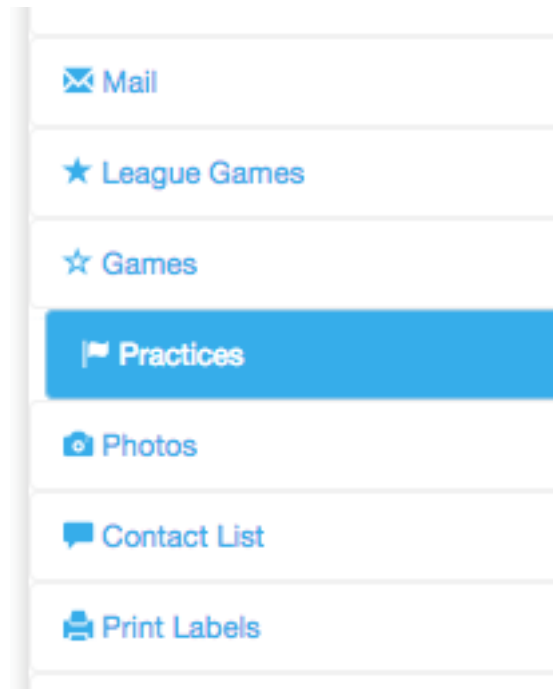 Mail
League Games
Games
Practices
Photos
Contact List
Print Labels